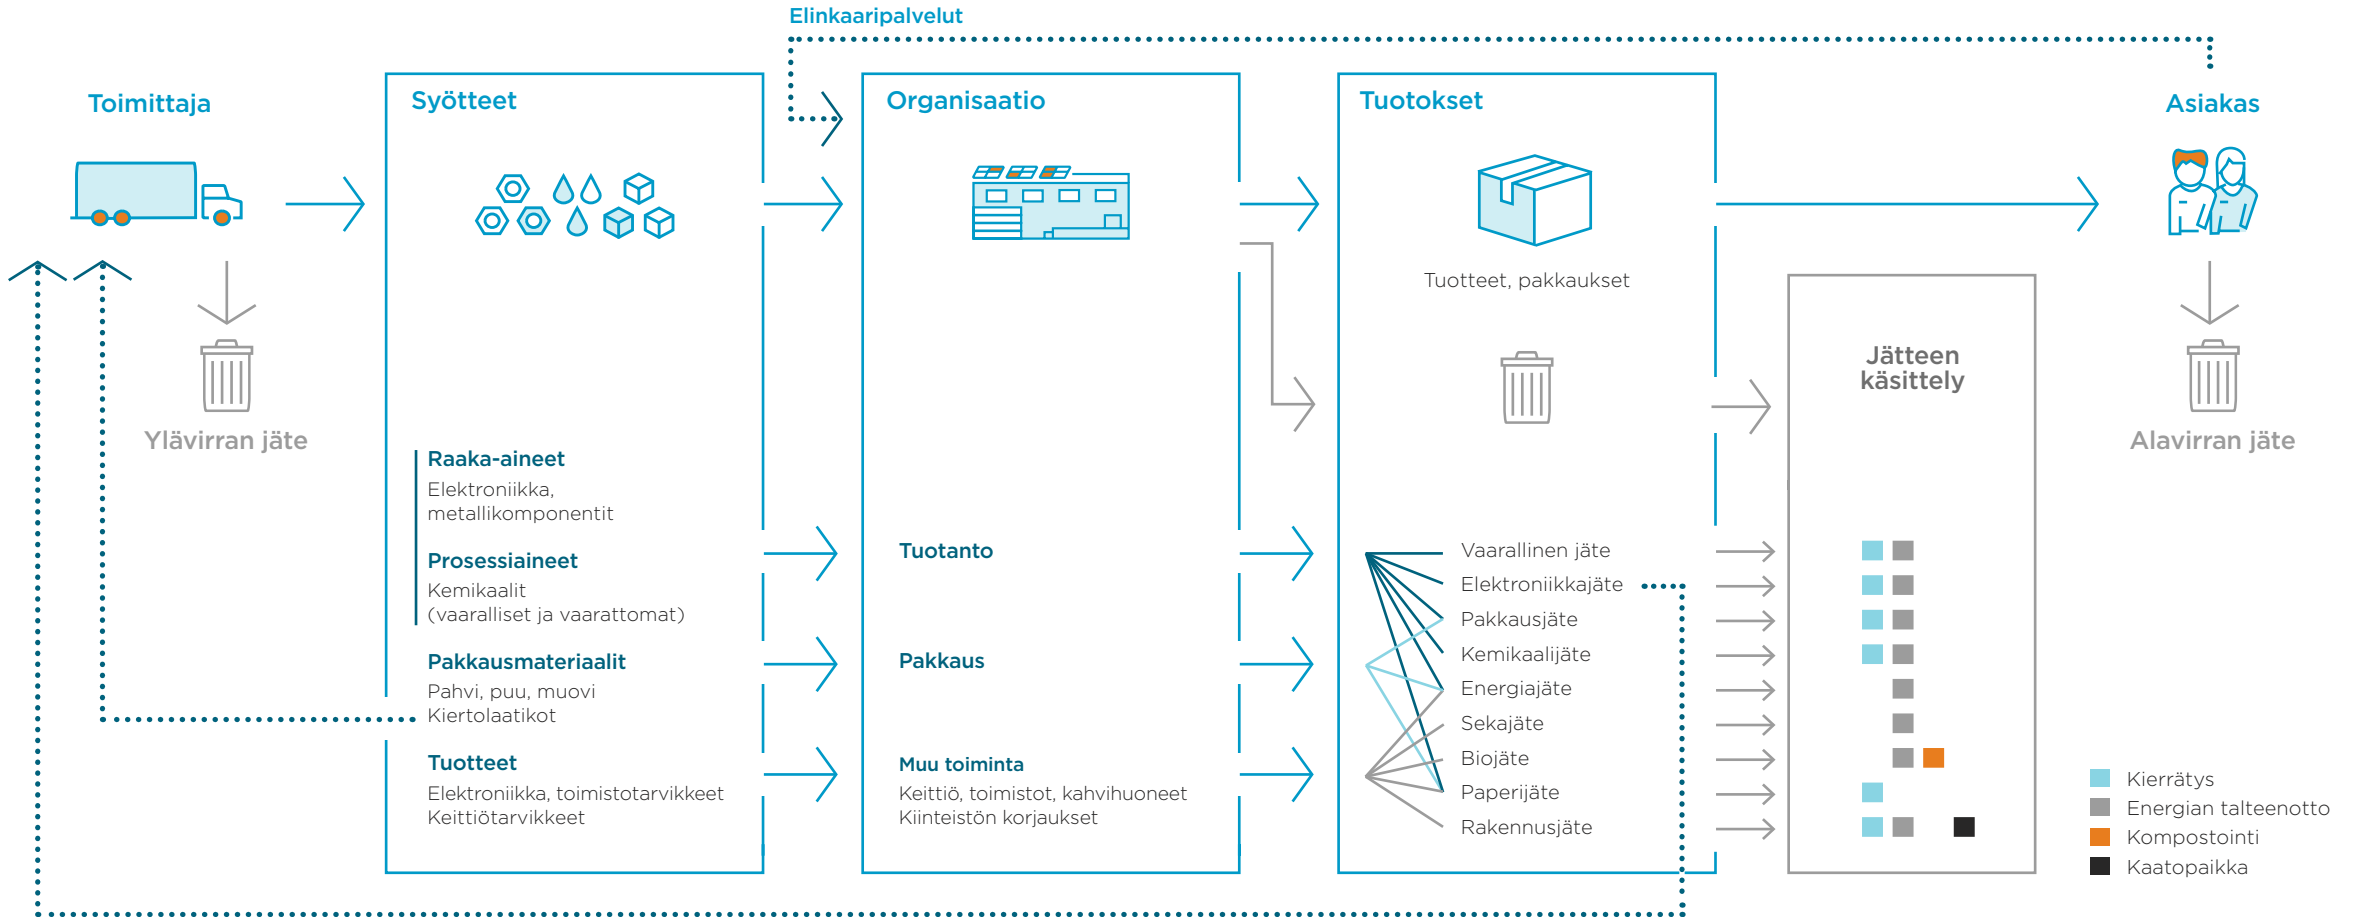 Elinkaaripalvelut
Toimittaja
Syötteet
Organisaatio
Tuotokset
Asiakas
Tuotteet, pakkaukset
Jätteen
käsittely
Ylävirran jäte
Alavirran jäte
Raaka-aineet
Elektroniikka,
metallikomponentit
Prosessiaineet
Kemikaalit
(vaaralliset ja vaarattomat)
Pakkausmateriaalit
Pahvi, puu, muovi
Kiertolaatikot
Tuotteet
Elektroniikka, toimistotarvikkeet
Keittiötarvikkeet
Tuotanto
Pakkaus
Muu toiminta
Keittiö, toimistot, kahvihuoneet
Kiinteistön korjaukset
Vaarallinen jäte
Elektroniikkajäte
Pakkausjäte
Kemikaalijäte
Energiajäte
Sekajäte
Biojäte
Paperijäte
Rakennusjäte
Kierrätys
Energian talteenotto
Kompostointi
Kaatopaikka